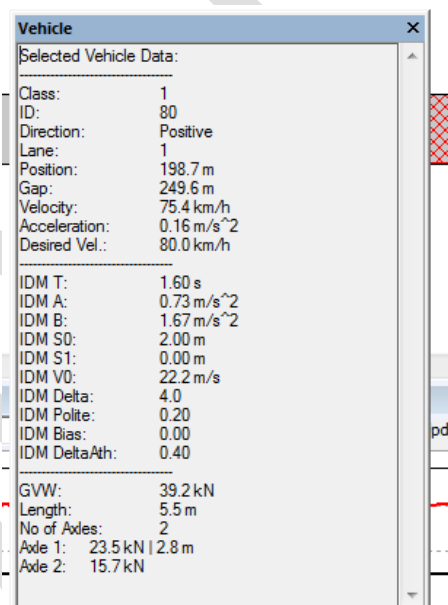 Vehicle
Selected Vehicle Data:
----------------------------------
Class: 1
ID: 80
Direction: Positive
Lane: 1
Position: 198.7 m
Gap: 249.6 m
Velocity: 75.4 km/h
Acceleration: 0.16 m/s^2
Desired Vel.: 80.0 km/h
----------------------------------
IDM T: 1.60 s
IDM A: 0.73 m/s^2
IDM B: 1.67 m/s^2
IDM S0: 2.00 m
IDM S1: 0.00 m
IDM V0: 22.2 m/s
IDM Delta: 4.0
IDM Polite: 0.20
IDM Bias: 0.00
IDM DeltaAth: 0.40
----------------------------------
GVW: 39.2 kN
Length: 5.5 m
No of Axles: 2
Axle 1: 23.5 kN | 2.8 m
Axle 2: 15.7 kN
pd